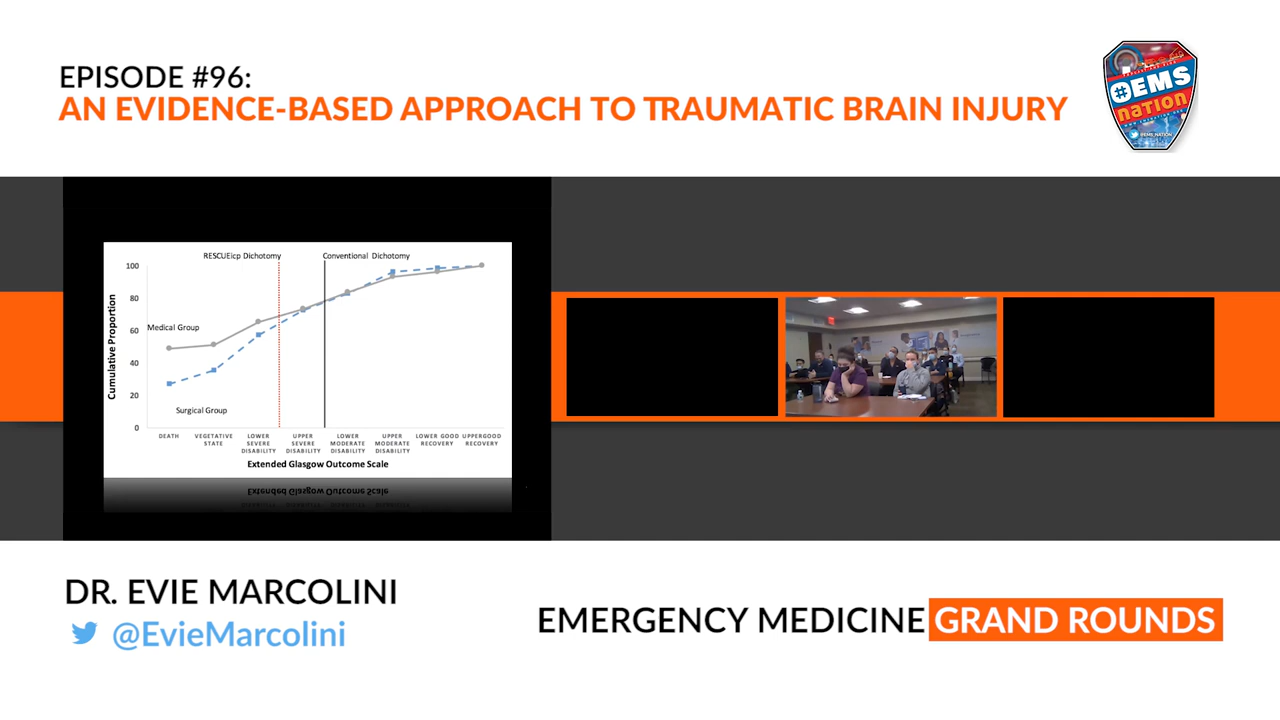 EPISODE #96:
AN EVIDENCE-BASED APPROACH TO TRAUMATIC BRAIN INJURY
#EMS
nation
@EMS_NATION
RESCUEicp Dichotomy
Conventional Dichotomy
100
80
60
40
20
0
Cumulative Proportion
Medical Group
Surgical Group
DEATH
VEGETATIVE STATE
LOWER SEVERE DISABILITY
UPPER SEVERE DISABILITY
LOWER MODERATE DISABILITY
UPPER MODERATE DISABILITY
LOWER GOOD RECOVERY
UPPERGOOD RECOVERY
Extended Glasgow Outcome Scale
DR. EVIE MARCOLINI
@EvieMarcolini
EMERGENCY MEDICINE GRAND ROUNDS